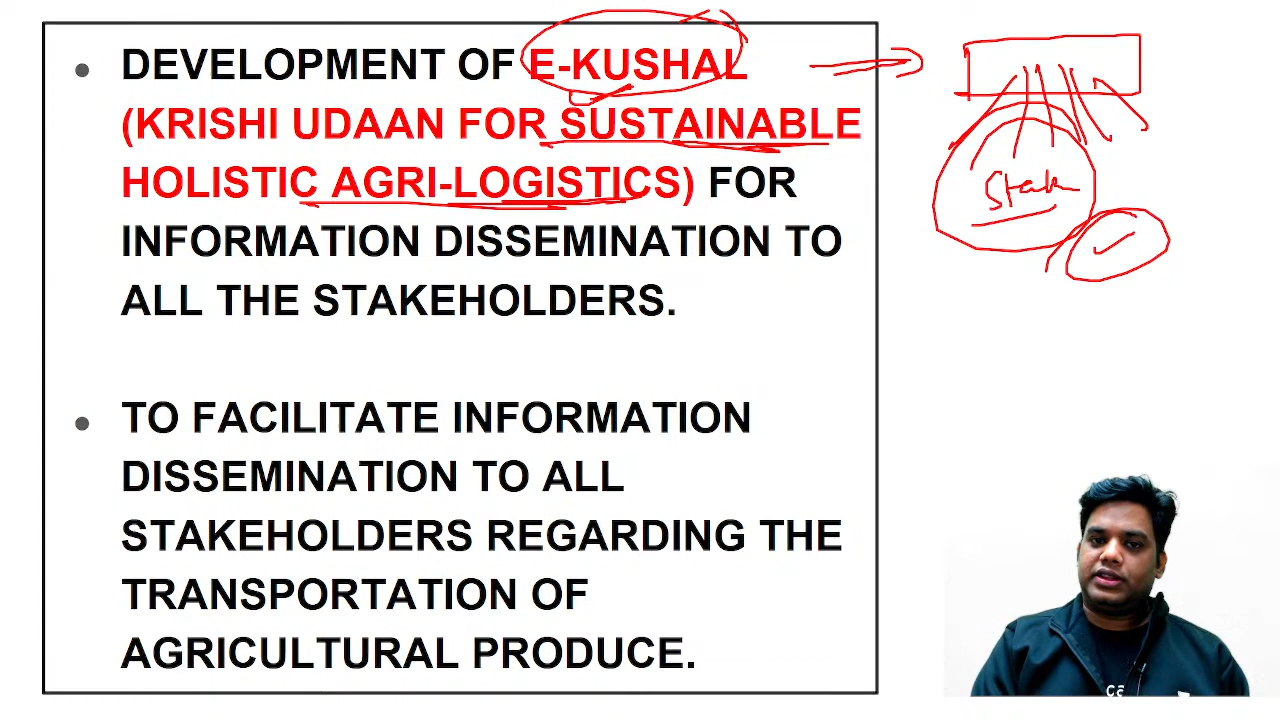 DEVELOPMENT OF E-KUSHAL
(KRISHI UDAAN FOR SUSTAINABLE
HOLISTIC AGRI-LOGISTICS) FOR
INFORMATION DISSEMINATION TO
ALL THE STAKEHOLDERS.
TO FACILITATE INFORMATION
DISSEMINATION TO ALL
STAKEHOLDERS REGARDING THE
TRANSPORTATION OF
AGRICULTURAL PRODUCE.
Stak